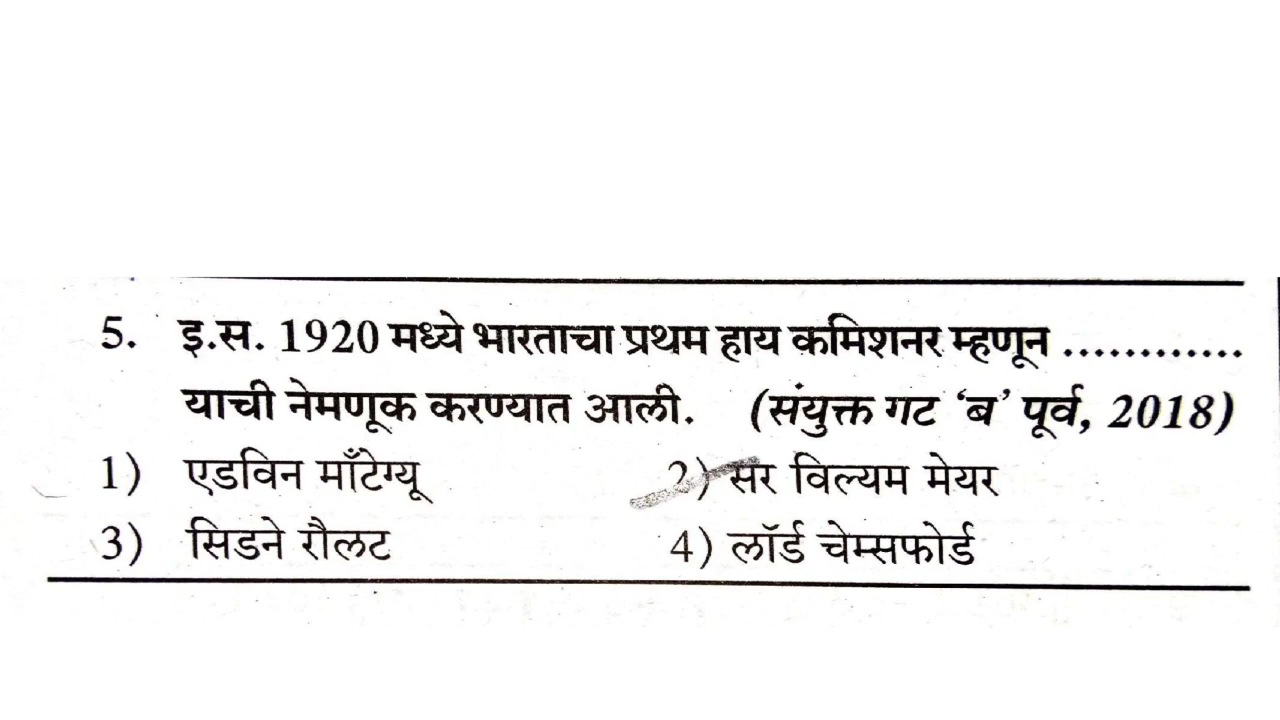 5. इ.स. 1920 मध्ये भारताचा प्रथम हाय कमिशनर म्हणून ............
याची नेमणूक करण्यात आली. (संयुक्त गट ‘ब’ पूर्व, 2018)
1) एडविन माँटेग्यू 2) सर विल्यम मेयर
3) सिडने रौलट 4) लॉर्ड चेम्सफोर्ड